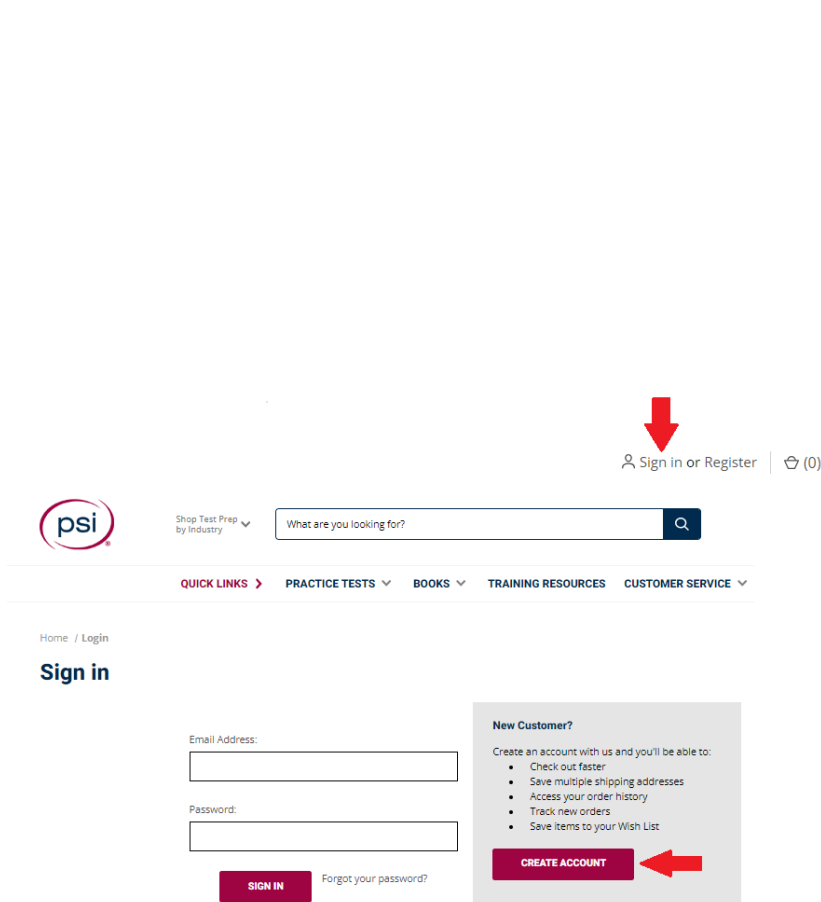 Sign in or Register (0)
psi
Shop Test Prep
by Industry
What are you looking for?
QUICK LINKS PRACTICE TESTS BOOKS TRAINING RESOURCES CUSTOMER SERVICE
Home / Login
Sign in
New Customer?
Email Address:
Create an account with us and you'll be able to:
• Check out faster
• Save multiple shipping addresses
• Access your order history
• Track new orders
• Save items to your Wish List
Password:
CREATE ACCOUNT
SIGN IN
Forgot your password?